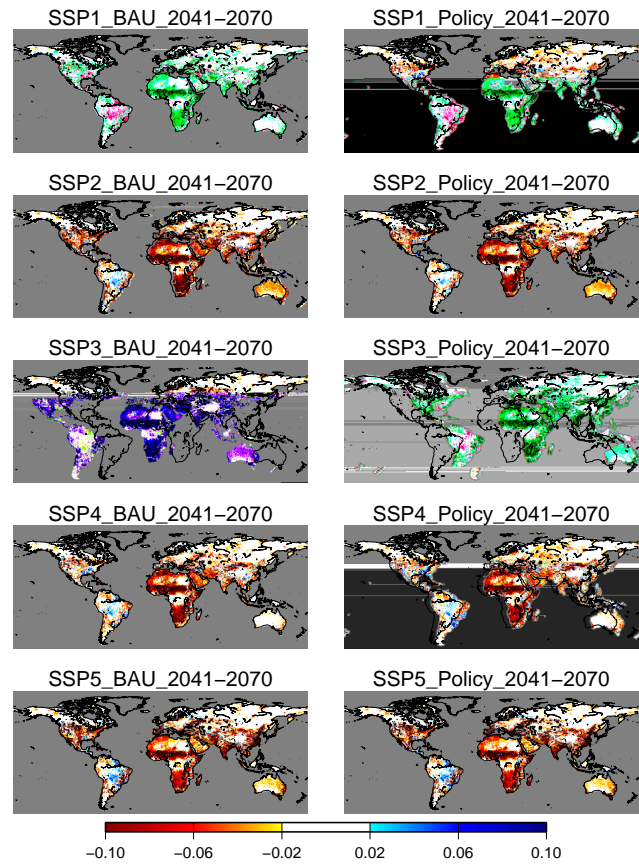 SSP1_BAU_2041−2070
SSP1_Policy_2041−2070
SSP2_BAU_2041−2070
SSP2_Policy_2041−2070
SSP3_BAU_2041−2070
SSP3_Policy_2041−2070
SSP4_BAU_2041−2070
SSP4_Policy_2041−2070
SSP5_BAU_2041−2070
SSP5_Policy_2041−2070
−0.10 −0.06 −0.02 0.02 0.06 0.10